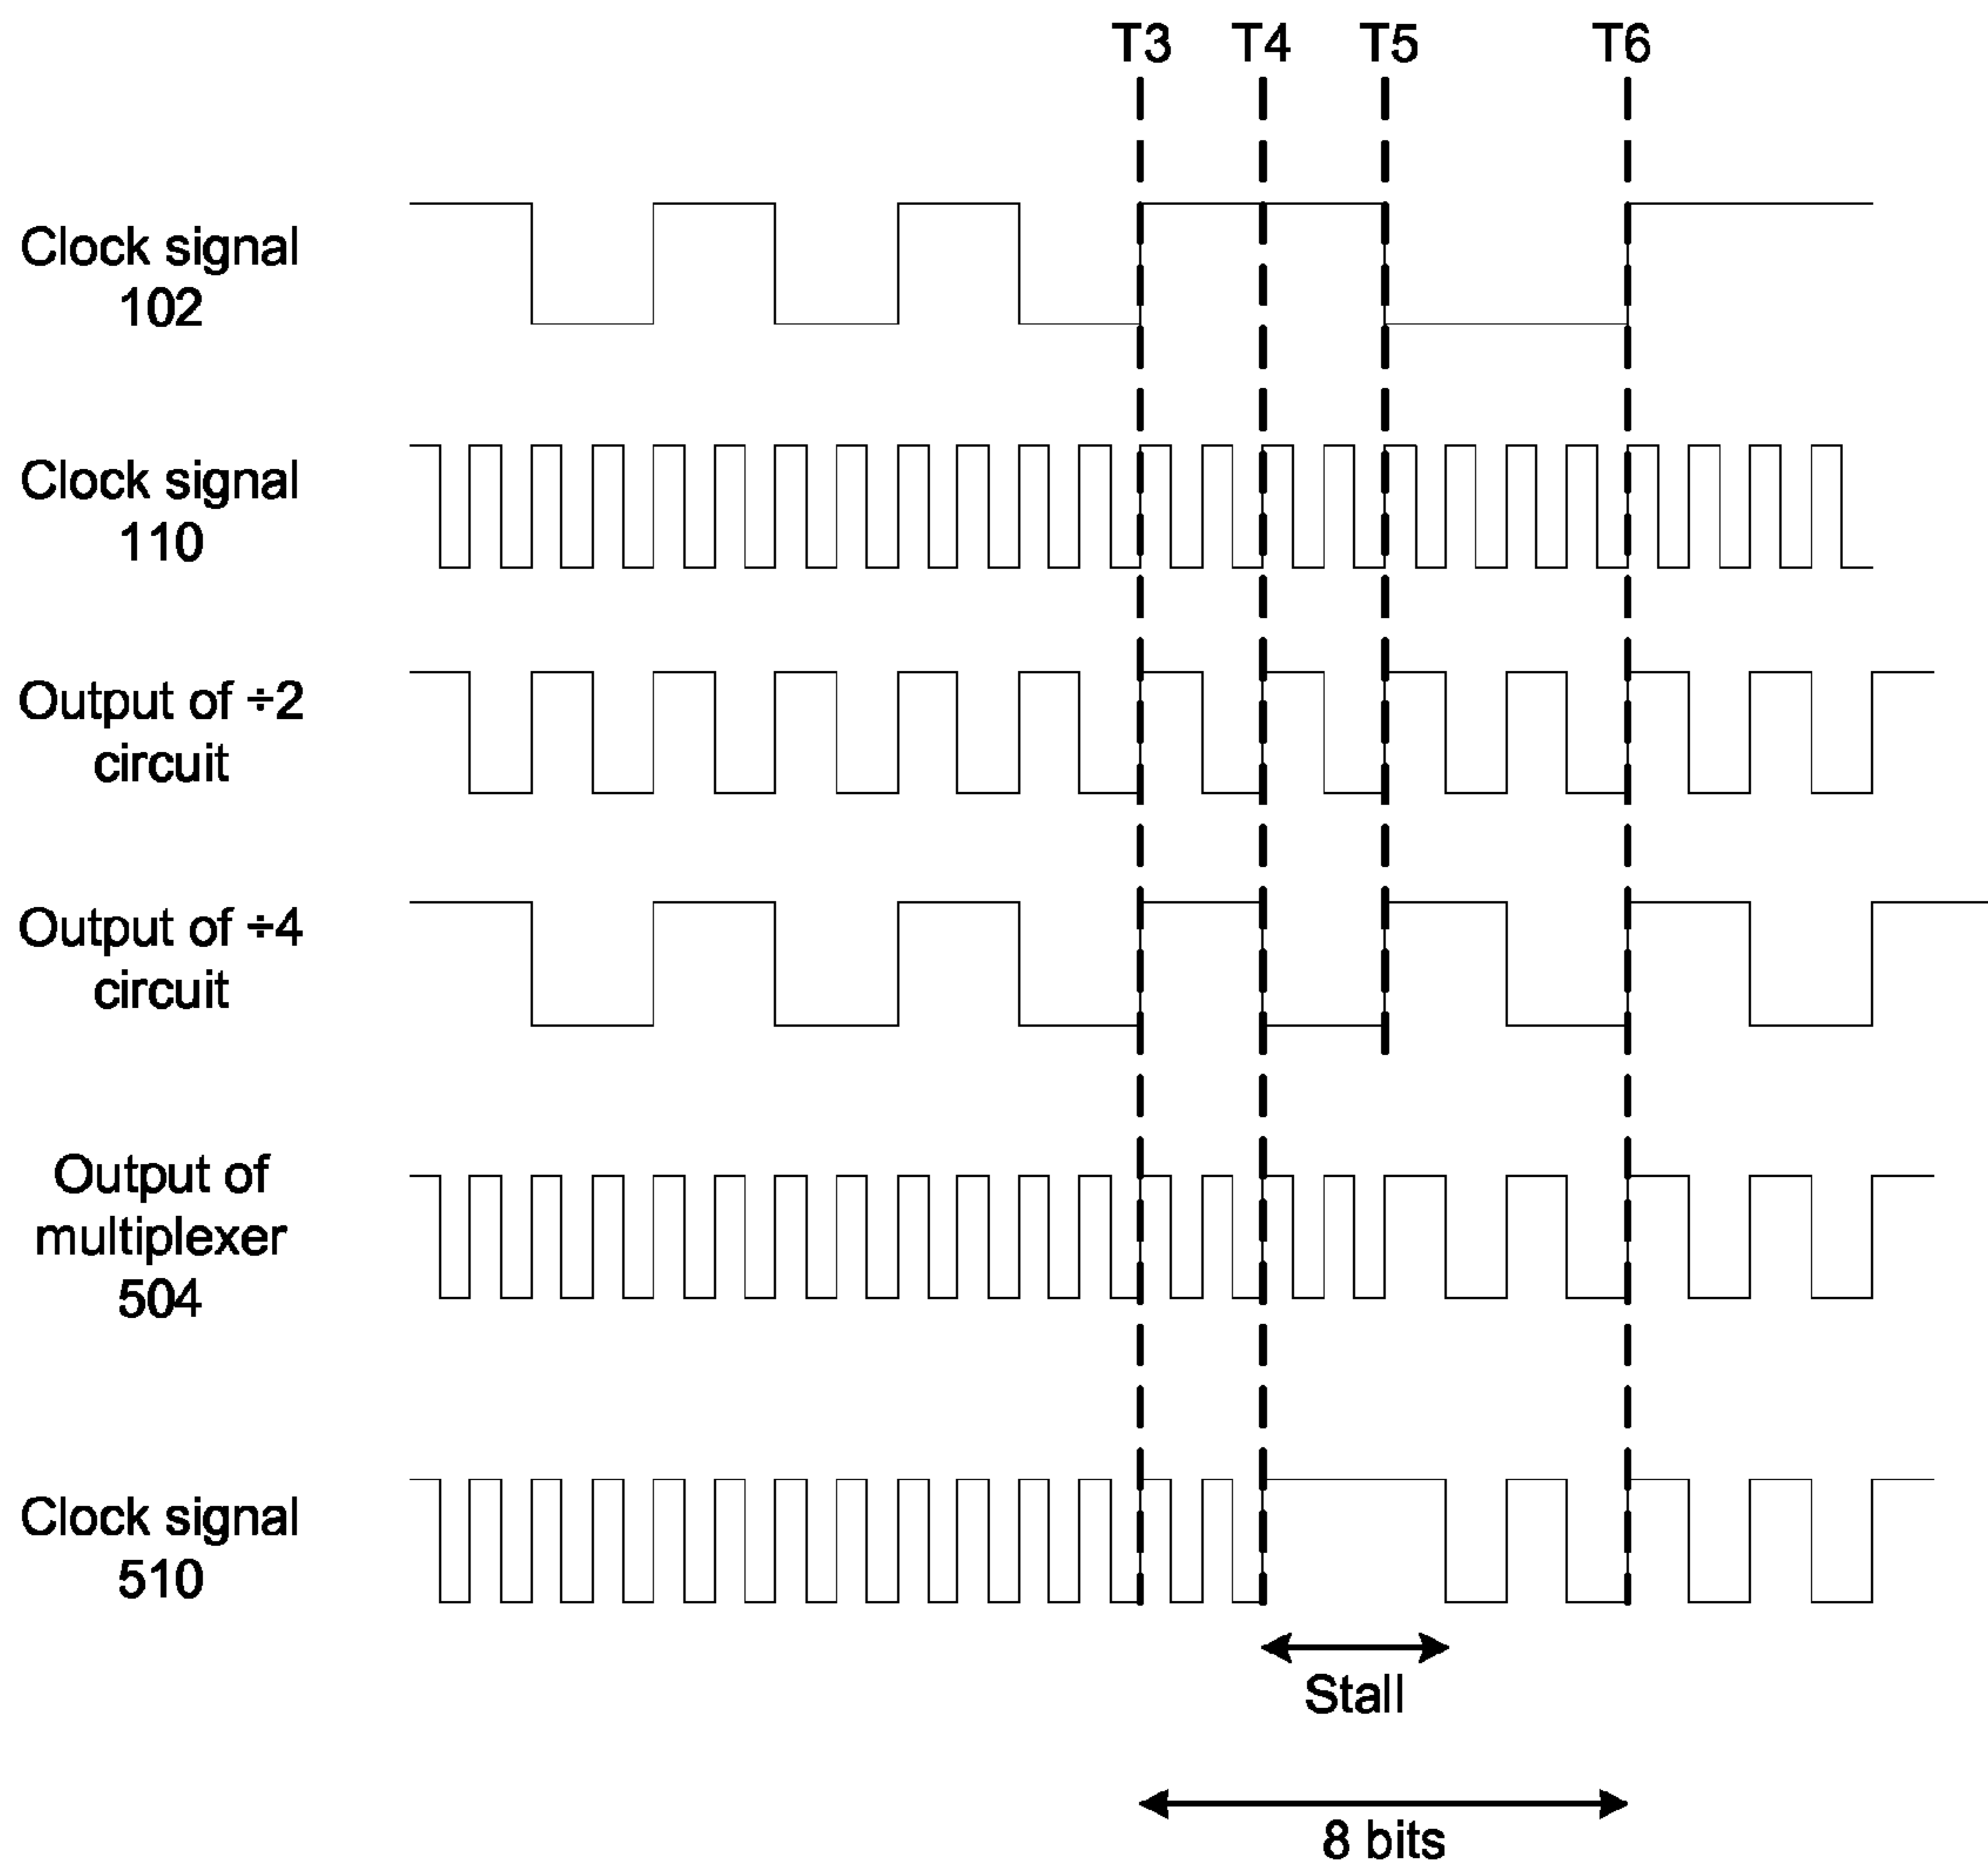 T3 T4 T5 T6
Clock signal
102
Clock signal
110
Output of ÷2
circuit
Output of ÷4
circuit
Output of
multiplexer
504
Clock signal
510
Stall
8 bits